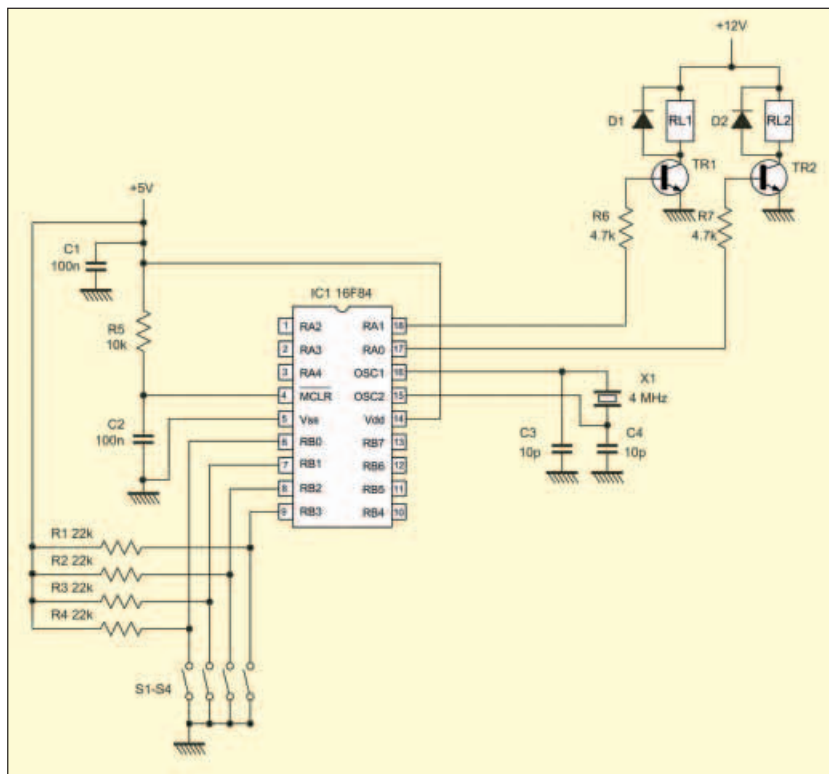 +12V
D1
RL1
D2
RL2
TR1
TR2
+5V
R6
4.7k
R7
4.7k
C1
100n
IC1 16F84
R5
10k
1 RA2 RA1 18
2 RA3 RA0 17
3 RA4 OSC1 16
4 MCLR OSC2 15
5 Vss Vdd 14
6 RB0 RB7 13
7 RB1 RB6 12
8 RB2 RB5 11
9 RB3 RB4 10
X1
4 MHz
C2
100n
C3
10p
C4
10p
R1 22k
R2 22k
R3 22k
R4 22k
S1-S4